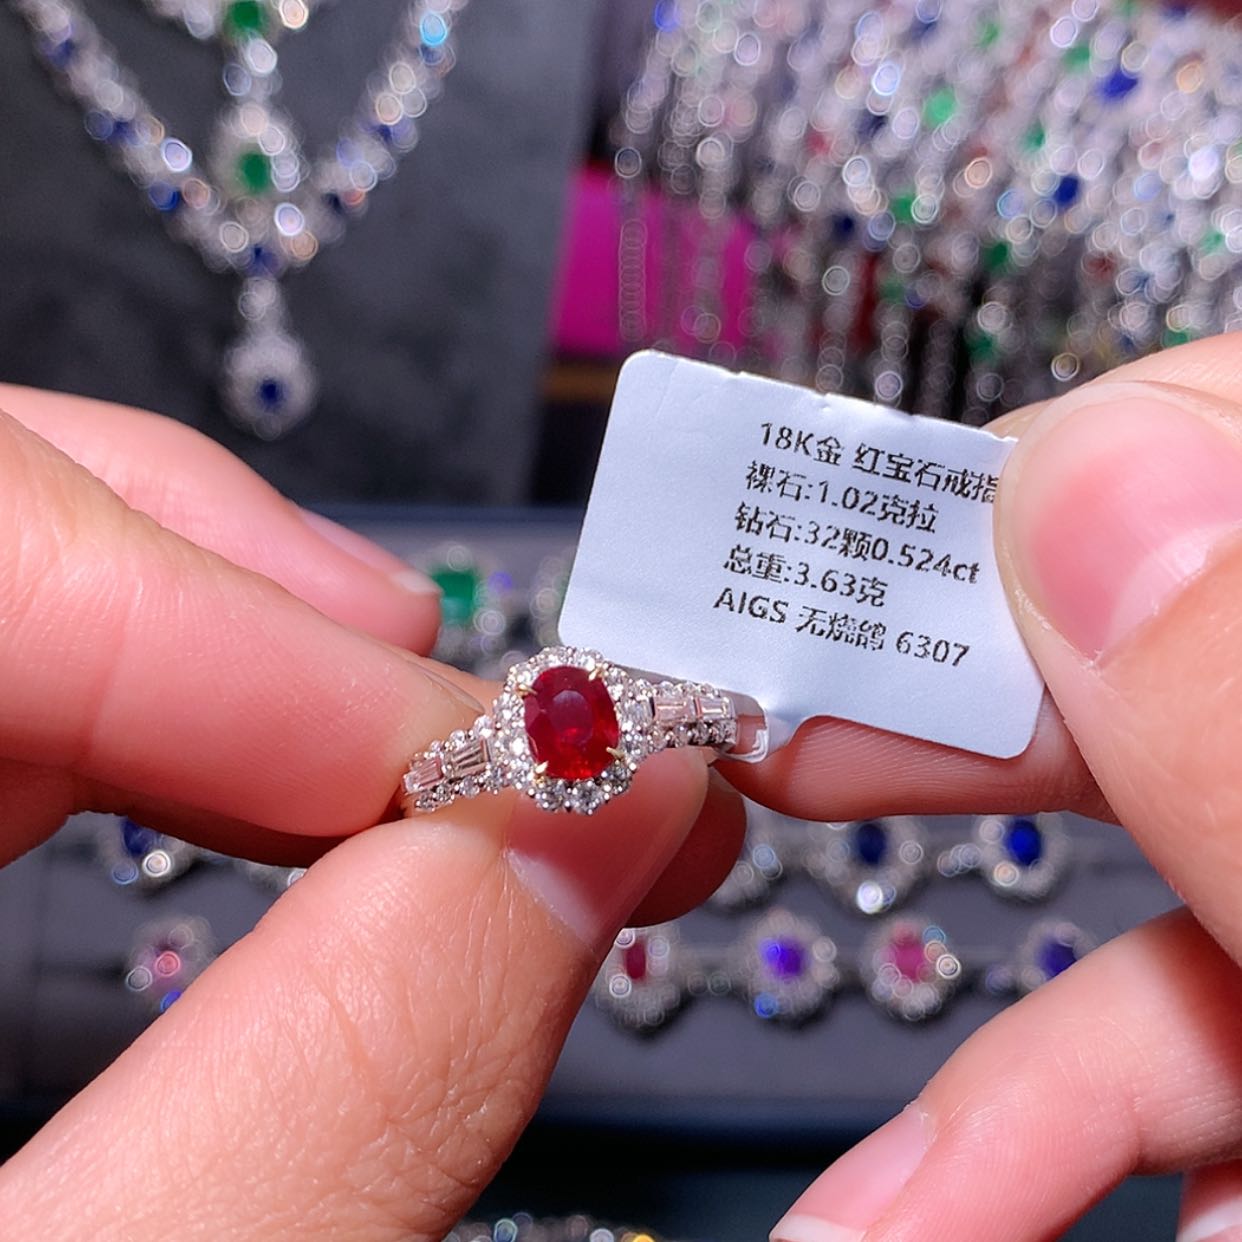 18K金 红宝石戒指
裸石:1.02克拉
钻石:32颗0.524ct
总重:3.63克
AIGS 无烧鸽 6307